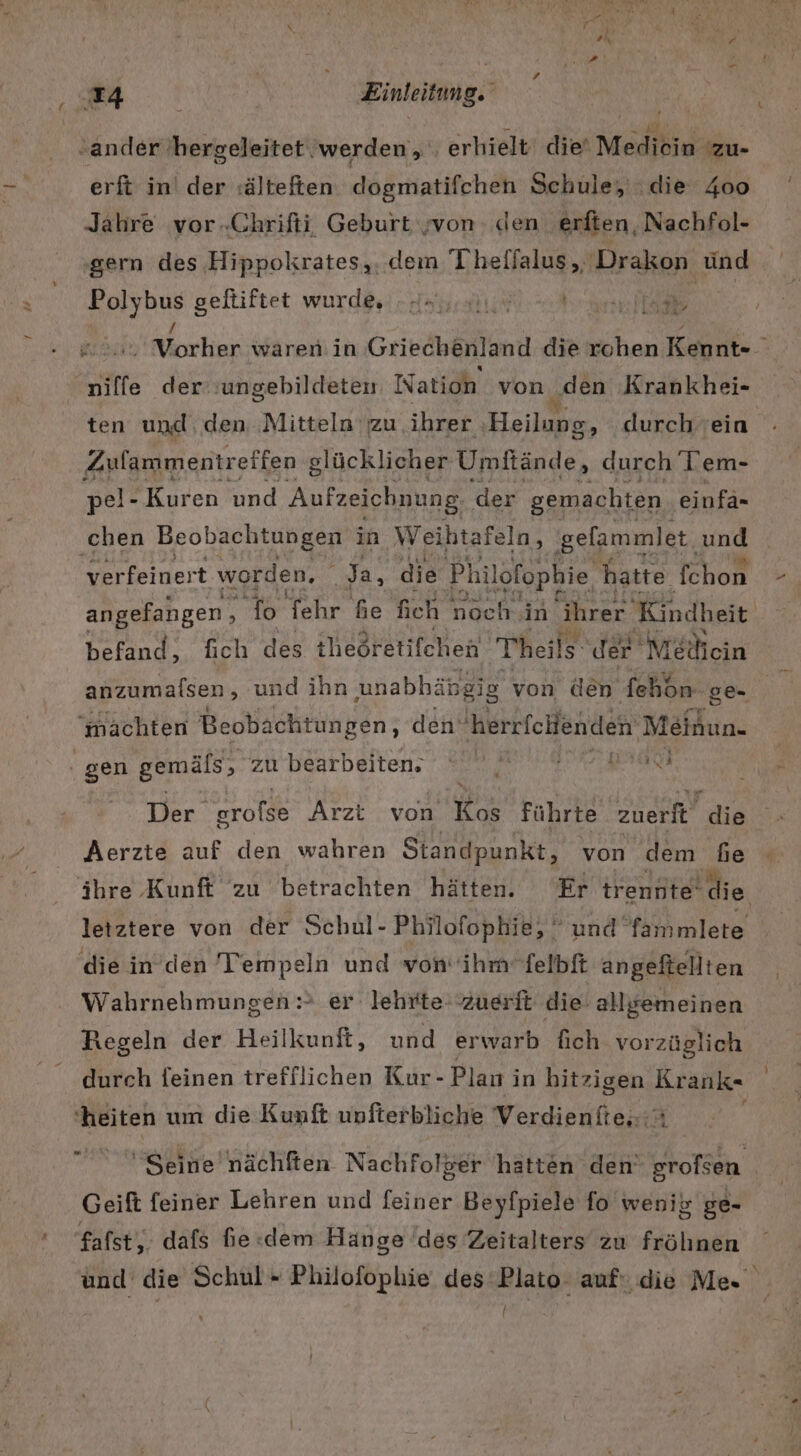 14 Einleitung.
ander hergeleitet werden, erhielt die Medicin zu-
erſt in der älteſten dogmatiſchen Schule, die 400
Jahre vor Chriſti Geburt von den erſten Nachfol-
gern des Hippokrates, dem Theſſalus, Drakon und
Polybus geſtiftet wurde.
Vorher waren in Griechenland die rohen Kennt-
niſſe der ungebildeten Nation von den Krankhei-
ten und den Mitteln zu ihrer Heilung, durch ein
Zuſammentreffen glücklicher Umſtände, durch Tem-
pel-Kuren und Aufzeichnung der gemachten einfa-
chen Beobachtungen in Weihtafeln, geſammlet und
verfeinert worden. Ja, die Philoſophie hatte ſchon
angefangen, ſo ſehr ſie ſich noch in ihrer Kindheit
befand, ſich des theoretiſchen Theils der Medicin
anzumaſsen, und ihn unabhängig von den ſchon ge-
machten Beobachtungen, den herrſchenden Meinun-
gen gemäſs, zu bearbeiten.
Der groſse Arzt von Kos führte zuerſt die
Aerzte auf den wahren Standpunkt, von dem ſie
ihre Kunſt zu betrachten hätten. Er trennte die
letztere von der Schul-Philoſophie, und ſammlete
die in den Tempeln und von ihm ſelbſt angeſtellten
Wahrnehmungen: er lehrte zuerſt die allgemeinen
Regeln der Heilkunſt, und erwarb ſich vorzüglich
durch ſeinen trefflichen Kur-Plan in hitzigen Krank-
heiten um die Kunſt unſterbliche Verdienſte.
Seine nächſten Nachfolger hatten den groſsen
Geiſt ſeiner Lehren und ſeiner Beyſpiele ſo wenig ge-
faſst, daſs ſie dem Hange des Zeitalters zu fröhnen
und die Schul-Philoſophie des Plato auf die Me-